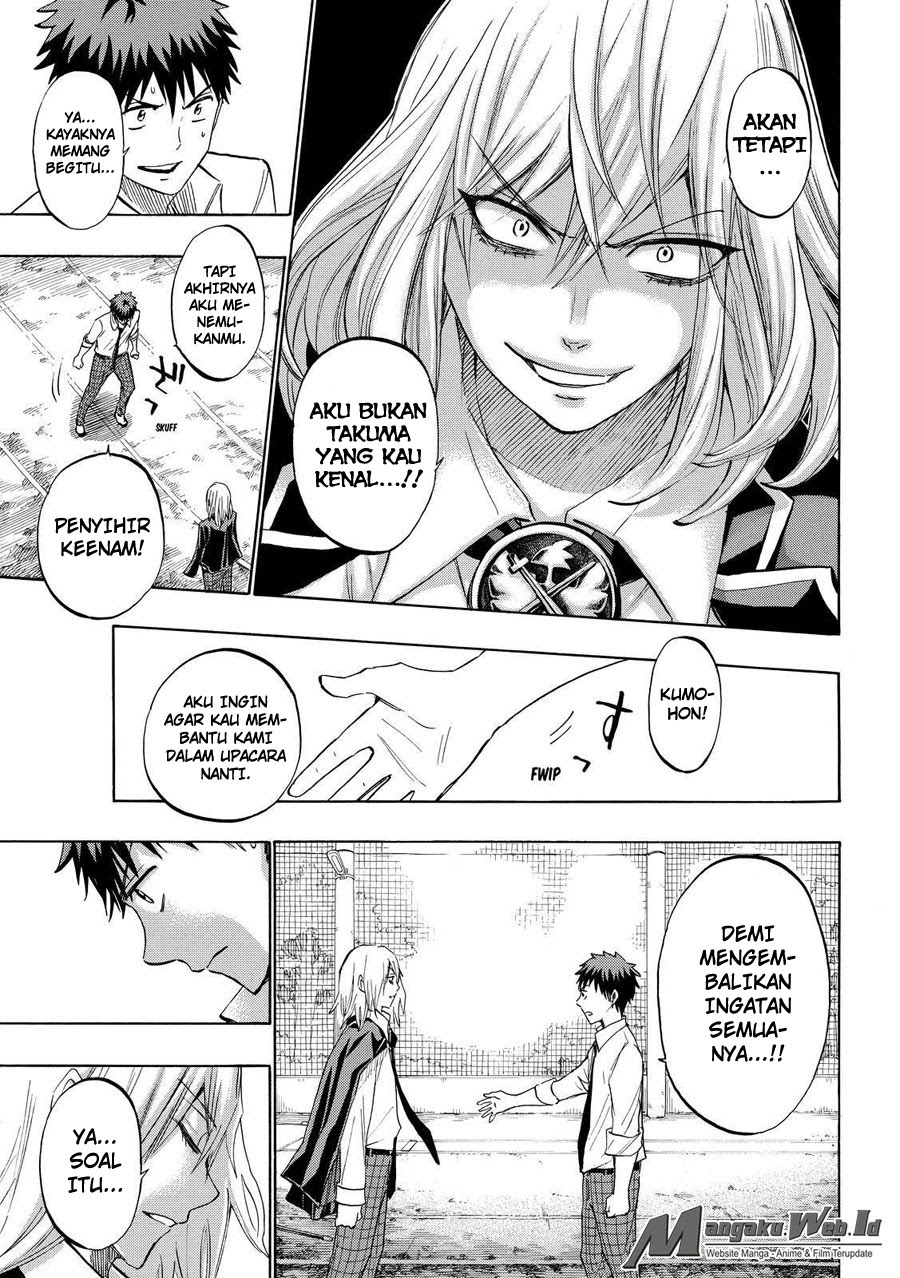 AKAN
TETAPI
...
AKU BUKAN
TAKUMA
YANG KAU
KENAL...!!
YA...
KAYAKNYA
MEMANG
BEGITU...
TAPI
AKHIRNYA
AKU ME-
NEMU-
KANMU.
SKUFF
PENYIHIR
KEENAM!
KUMO-
HON!
す
FWIP
AKU INGIN
AGAR KAU MEM-
BANTU KAMI
DALAM UPACARA
NANTI.
DEMI
MENGEM-
BALIKAN
INGATAN
SEMUA-
NYA...!!
YA...
SOAL
ITU...
Mangaku.Web.Id
Website Manga - Anime & Film Terupdate